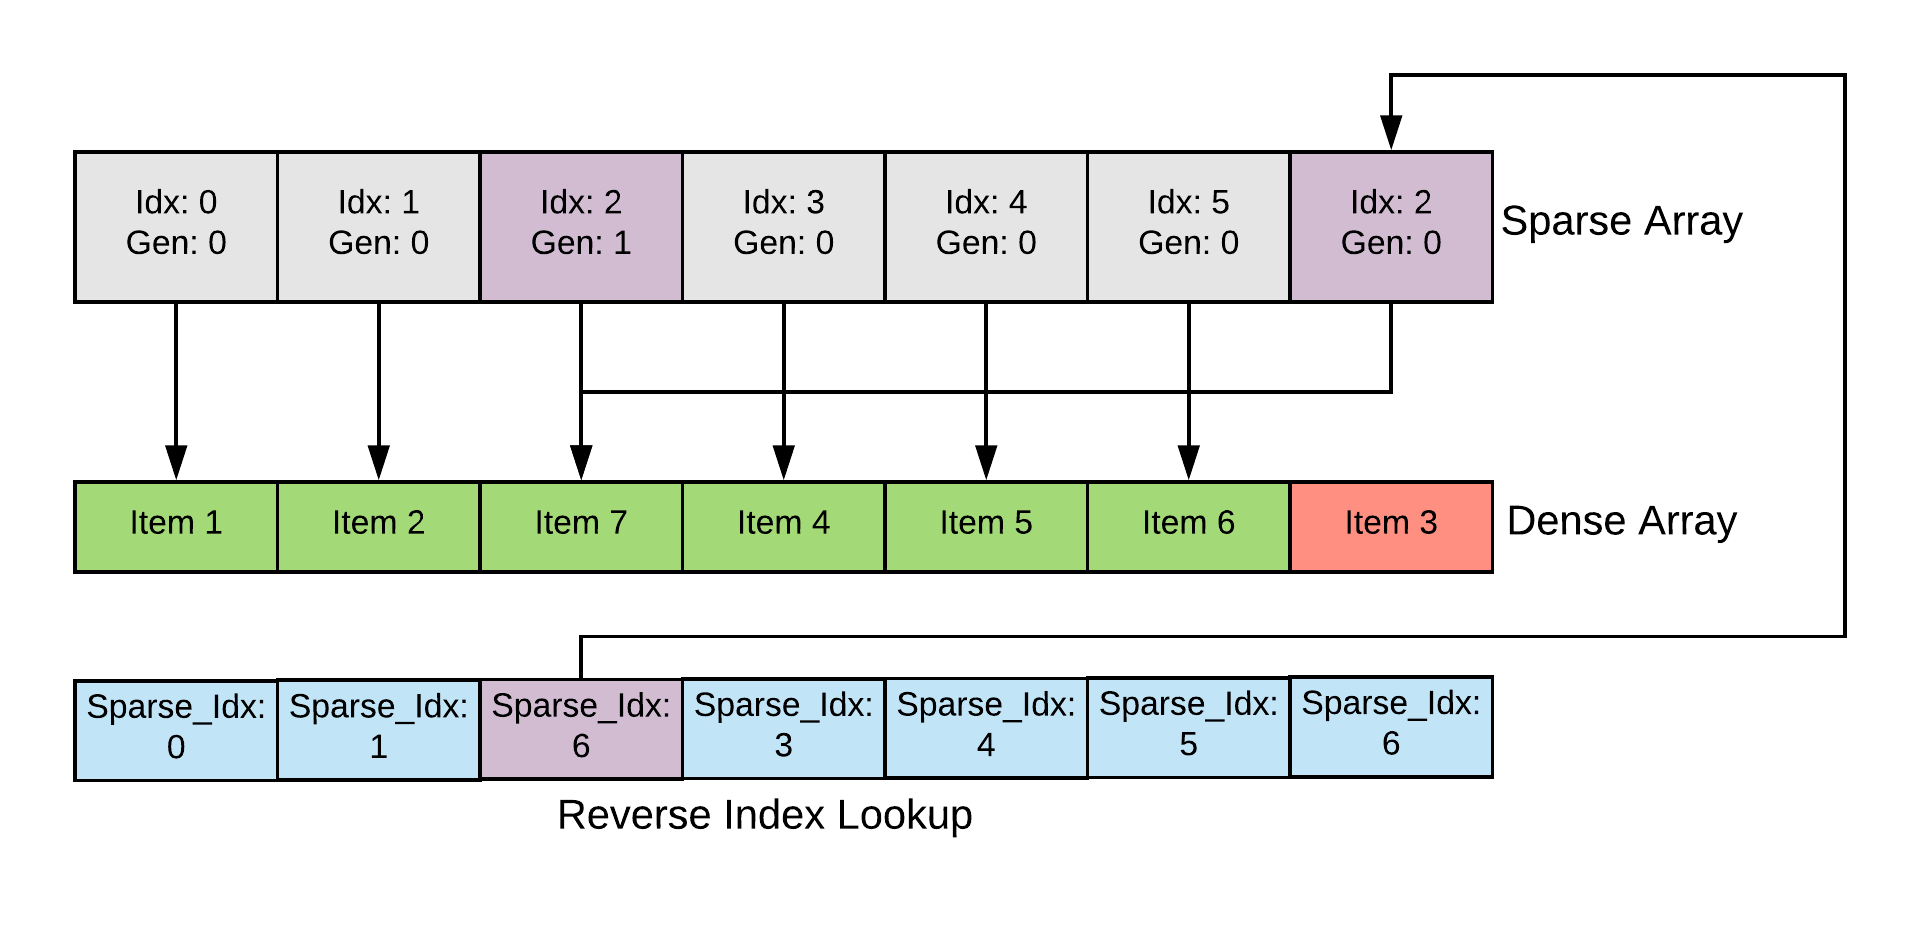 Idx: 0
Gen: 0
Idx: 1
Gen: 0
Idx: 2
Gen: 1
Idx: 3
Gen: 0
Idx: 4
Gen: 0
Idx: 5
Gen: 0
Idx: 2
Gen: 0
Sparse Array
Item 1
Item 2
Item 7
Item 4
Item 5
Item 6
Item 3
Dense Array
Sparse_Idx:
0
Sparse_Idx:
1
Sparse_Idx:
6
Sparse_Idx:
3
Sparse_Idx:
4
Sparse_Idx:
5
Sparse_Idx:
6
Reverse Index Lookup